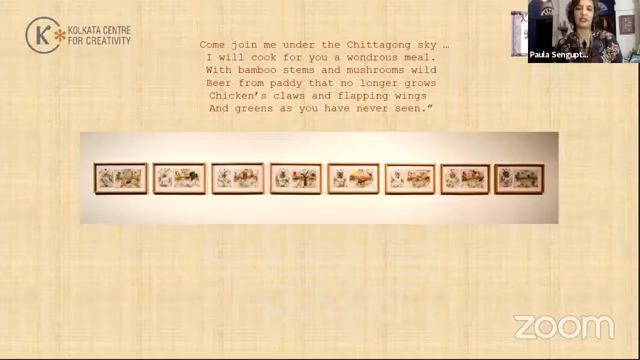 KOLKATA CENTRE
FOR CREATIVITY
Come join me under the Chittagong sky …
I will cook for you a wondrous meal.
With bamboo stems and mushrooms wild
Beer from paddy that no longer grows
Chicken's claws and flapping wings
And greens as you have never seen.”
Paula Sengupt...
zoom